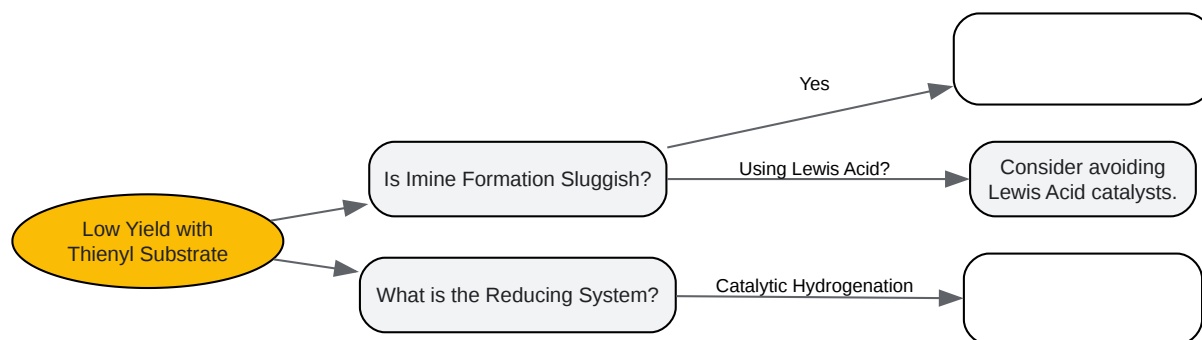 Yes
Is Imine Formation Sluggish?
Using Lewis Acid?
Consider avoiding
Lewis Acid catalysts.
Low Yield with
Thienyl Substrate
What is the Reducing System?
Catalytic Hydrogenation